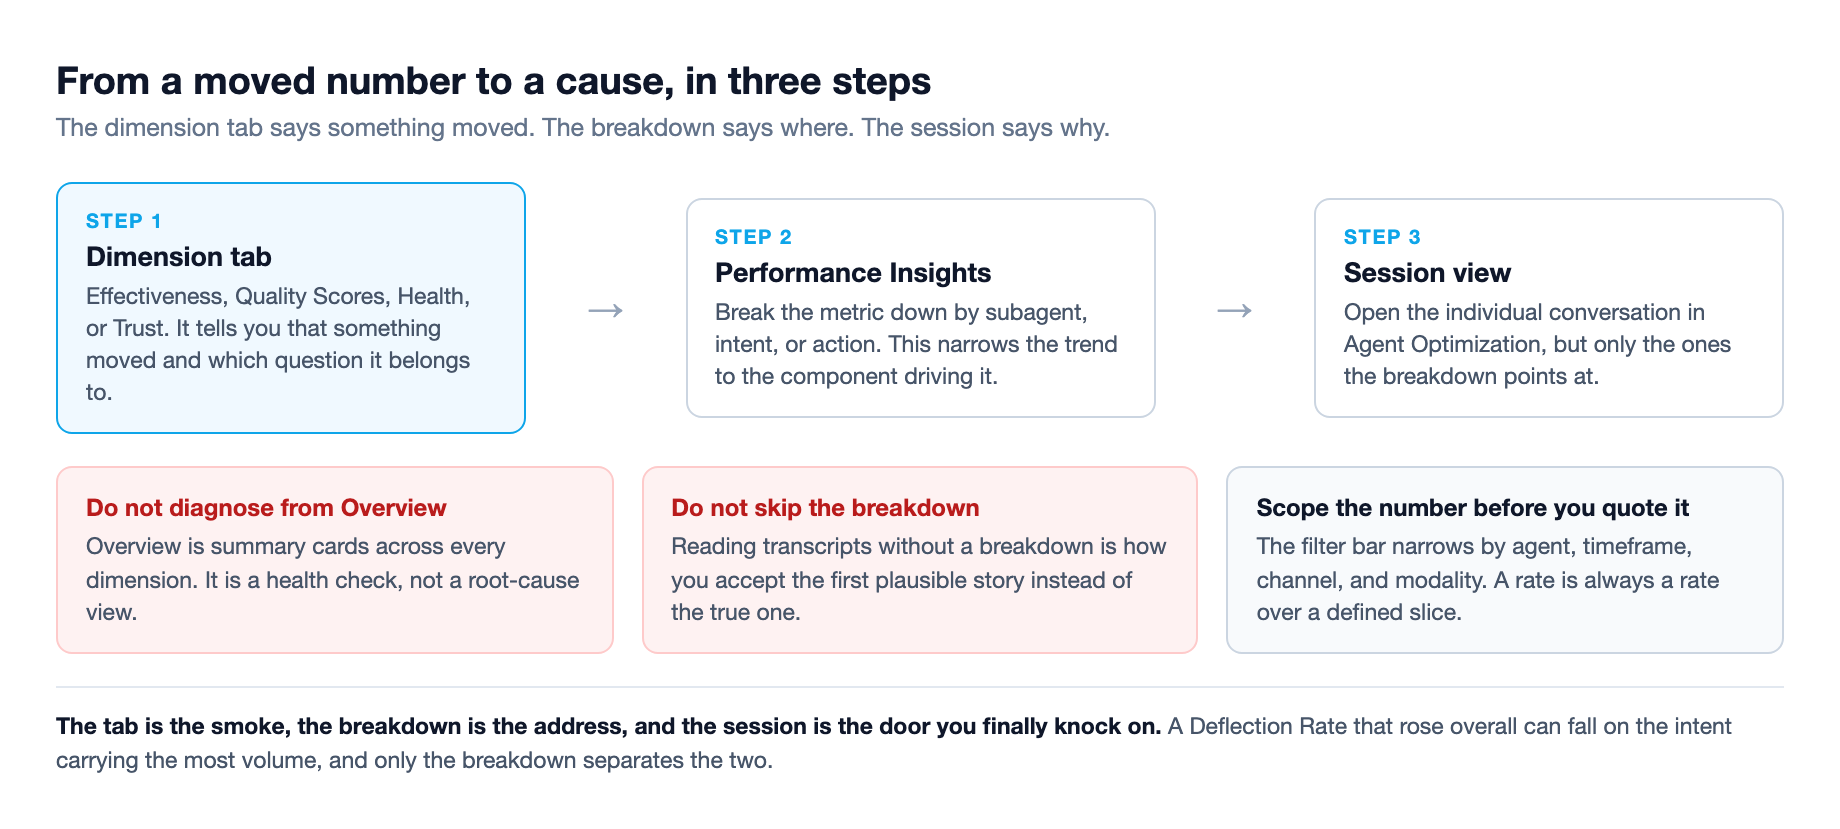 From a moved number to a cause, in three steps
The dimension tab says something moved. The breakdown says where. The session says why.
STEP 1
Dimension tab
Effectiveness, Quality Scores, Health,
or Trust. It tells you that something
moved and which question it belongs
to.
→
STEP 2
Performance Insights
Break the metric down by subagent,
intent, or action. This narrows the trend
to the component driving it.
→
STEP 3
Session view
Open the individual conversation in
Agent Optimization, but only the ones
the breakdown points at.
Do not diagnose from Overview
Overview is summary cards across every
dimension. It is a health check, not a root-cause
view.
Do not skip the breakdown
Reading transcripts without a breakdown is how
you accept the first plausible story instead of
the true one.
Scope the number before you quote it
The filter bar narrows by agent, timeframe,
channel, and modality. A rate is always a rate
over a defined slice.
The tab is the smoke, the breakdown is the address, and the session is the door you finally knock on. A Deflection Rate that rose overall can fall on the intent
carrying the most volume, and only the breakdown separates the two.